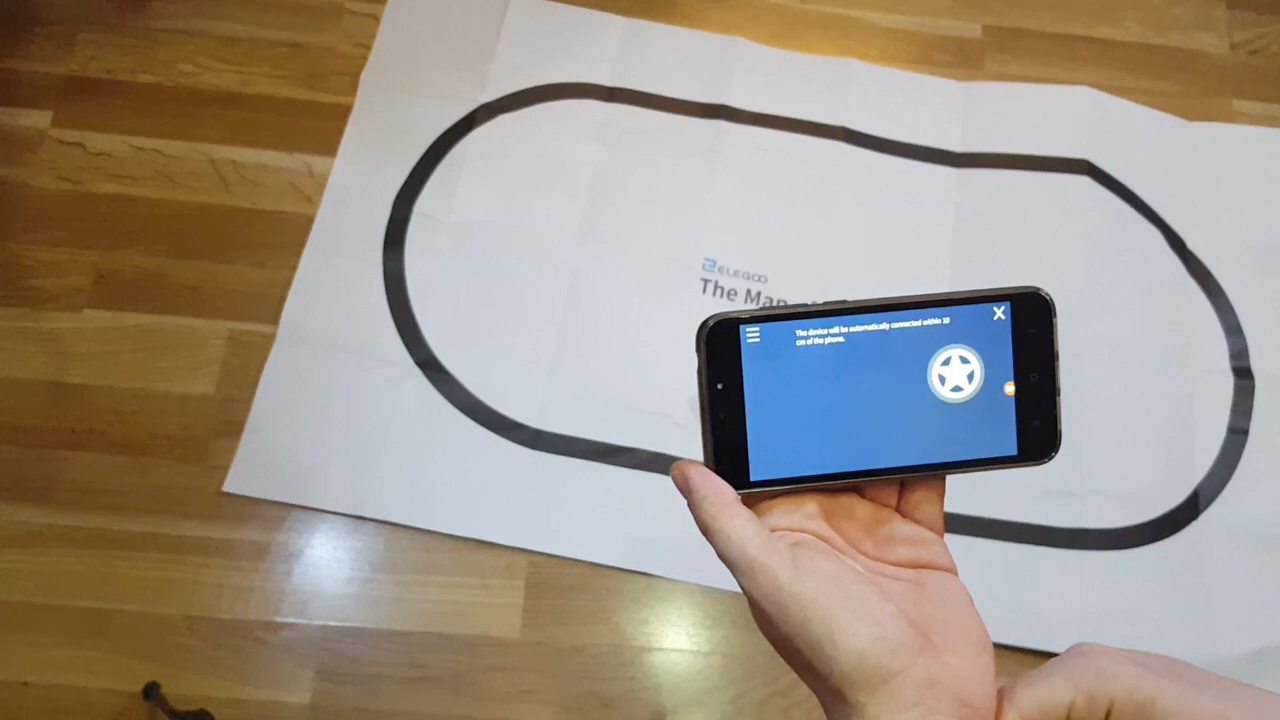 ELEGOO
The Map
The device will be automatically connected within 10
cm of the phone.
X